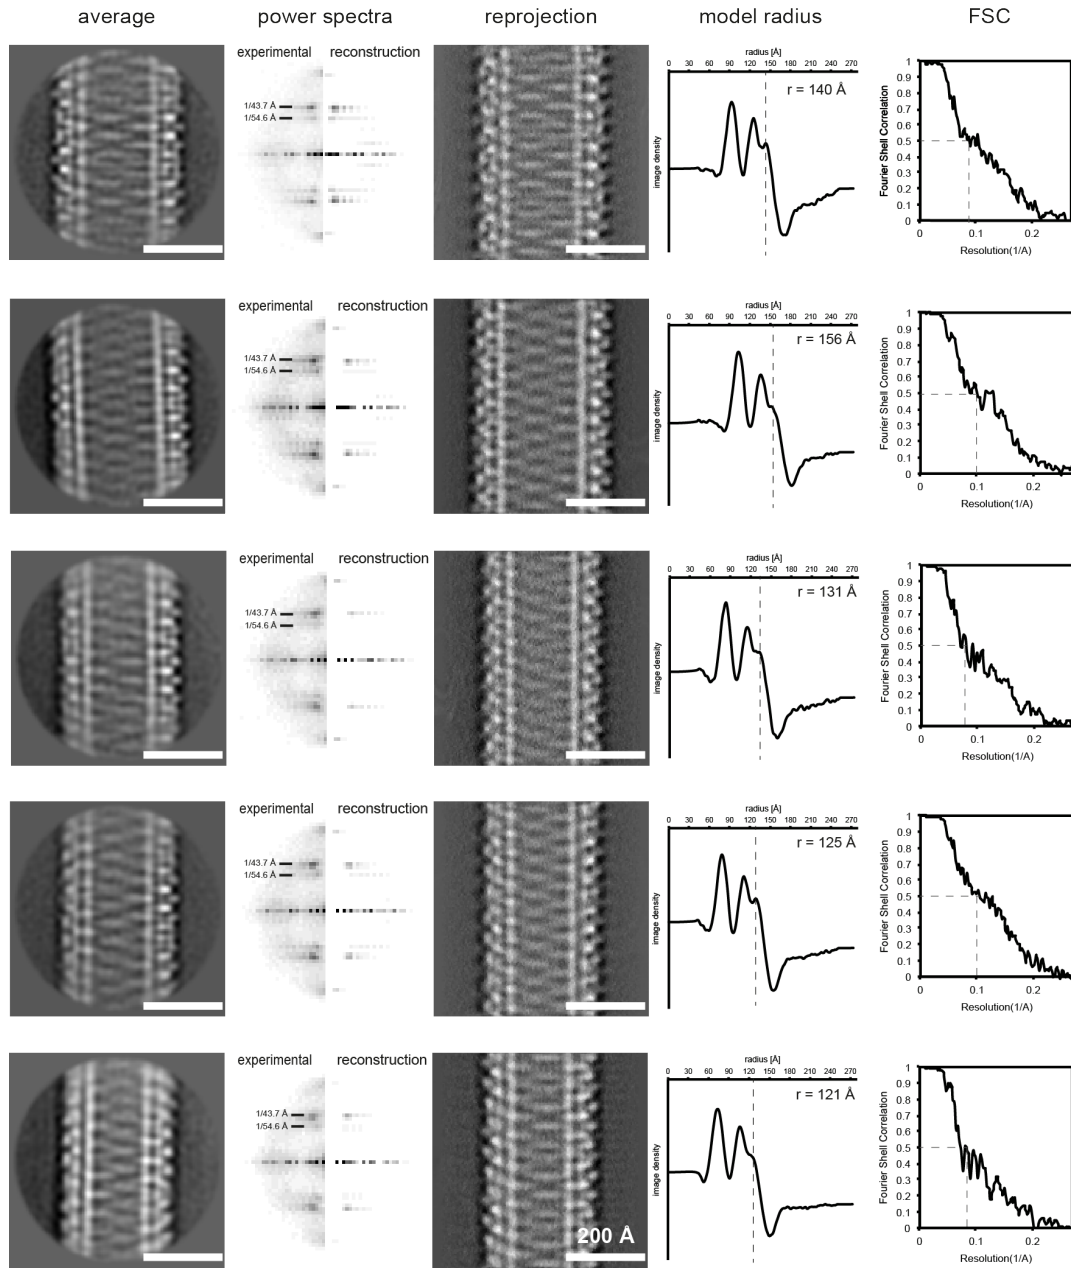 average power spectra reprojection model radius FSC
experimental reconstruction
1/43.7 Å
1/54.6 Å
radius [Å]
0 30 60 90 120 150 180 210 240 270
r = 140 Å
image density
Fourier Shell Correlation
1
0.9
0.8
0.7
0.6
0.5
0.4
0.3
0.2
0.1
0
0 0.1 0.2
Resolution(1/A)
experimental reconstruction
1/43.7 Å
1/54.6 Å
radius [Å]
0 30 60 90 120 150 180 210 240 270
r = 156 Å
image density
Fourier Shell Correlation
1
0.9
0.8
0.7
0.6
0.5
0.4
0.3
0.2
0.1
0
0 0.1 0.2
Resolution(1/A)
experimental reconstruction
1/43.7 Å
1/54.6 Å
radius [Å]
0 30 60 90 120 150 180 210 240 270
r = 131 Å
image density
Fourier Shell Correlation
1
0.9
0.8
0.7
0.6
0.5
0.4
0.3
0.2
0.1
0
0 0.1 0.2
Resolution(1/A)
experimental reconstruction
1/43.7 Å
1/54.6 Å
radius [Å]
0 30 60 90 120 150 180 210 240 270
r = 125 Å
image density
Fourier Shell Correlation
1
0.9
0.8
0.7
0.6
0.5
0.4
0.3
0.2
0.1
0
0 0.1 0.2
Resolution(1/A)
experimental reconstruction
1/43.7 Å
1/54.6 Å
200 Å
radius [Å]
0 30 60 90 120 150 180 210 240 270
r = 121 Å
image density
Fourier Shell Correlation
1
0.9
0.8
0.7
0.6
0.5
0.4
0.3
0.2
0.1
0
0 0.1 0.2
Resolution(1/A)